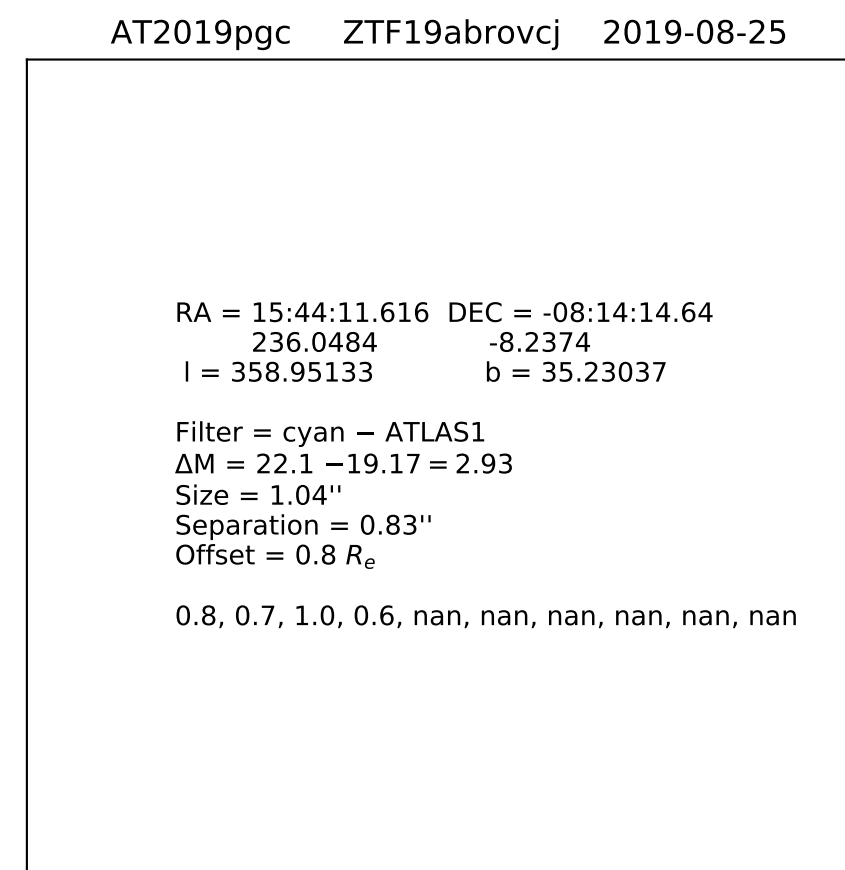 AT2019pgc ZTF19abrovcj 2019-08-25
RA = 15:44:11.616 DEC = -08:14:14.64
236.0484 -8.2374
l = 358.95133 b = 35.23037
Filter = cyan − ATLAS1
ΔM = 22.1 −19.17 = 2.93
Size = 1.04''
Separation = 0.83''
Offset = 0.8 Rₑ
0.8, 0.7, 1.0, 0.6, nan, nan, nan, nan, nan, nan